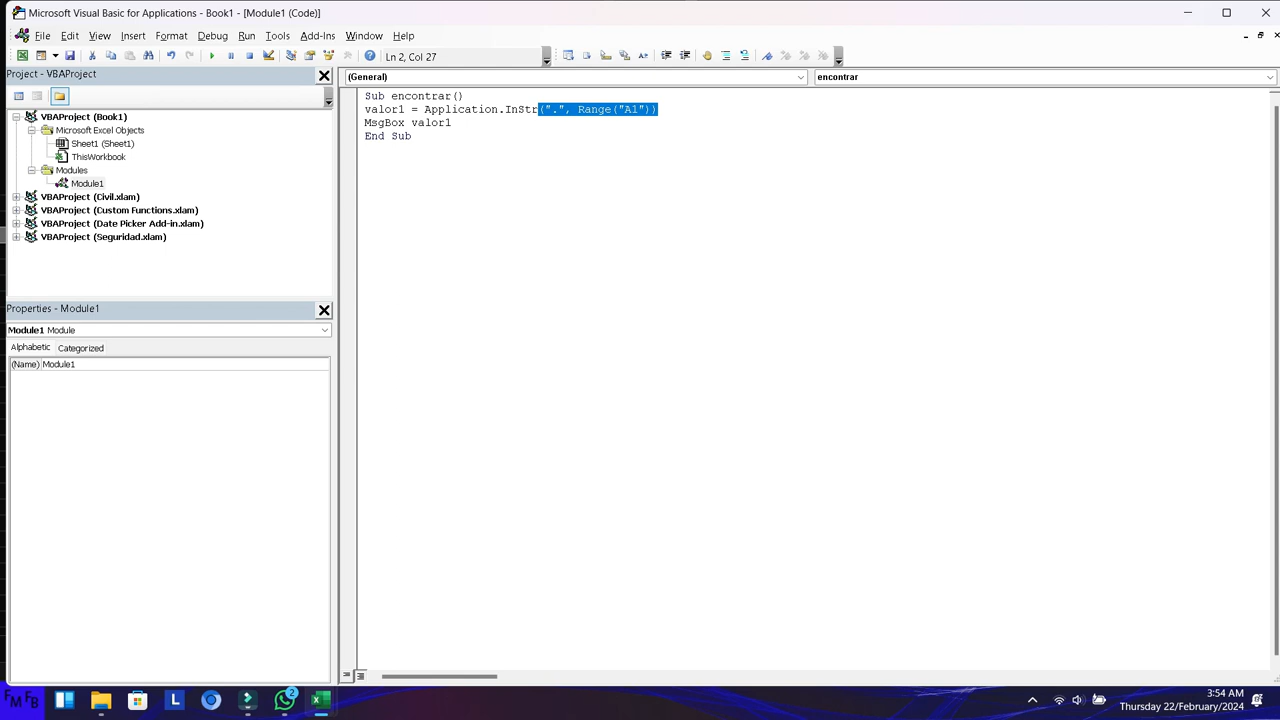 Microsoft Visual Basic for Applications - Book1 - [Module1 (Code)]
File Edit View Insert Format Debug Run Tools Add-Ins Window Help
Ln 2, Col 27
Project - VBAProject
(General)
encontrar
VBAProject (Book1)
Microsoft Excel Objects
Sheet1 (Sheet1)
ThisWorkbook
Modules
Module1
VBAProject (Civil.xlam)
VBAProject (Custom Functions.xlam)
VBAProject (Date Picker Add-in.xlam)
VBAProject (Seguridad.xlam)
Sub encontrar()
valor1 = Application.InStr(".", Range("A1"))
MsgBox valor1
End Sub
Properties - Module1
Module1 Module
Alphabetic Categorized
(Name) Module1
FM FB
L
2
3:54 AM
Thursday 22/February/2024